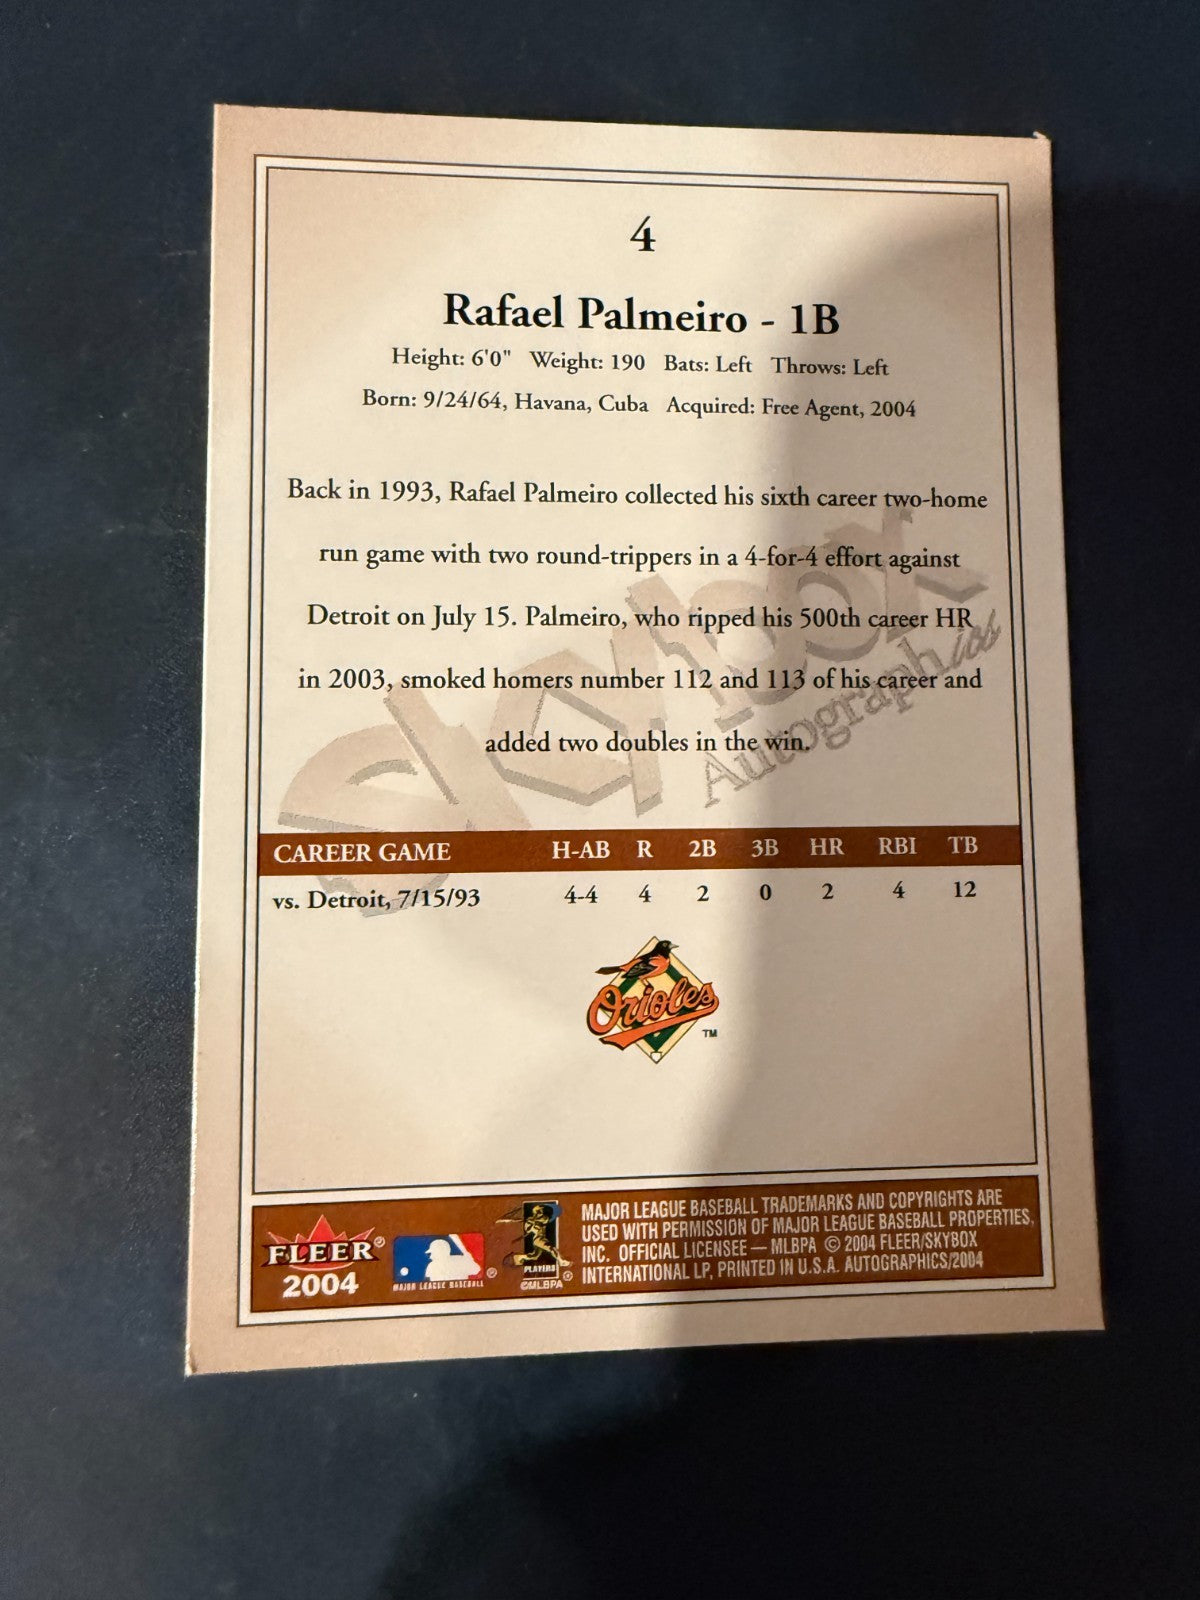 4
Rafael Palmeiro - 1B
Height: 6'0" Weight: 190 Bats: Left Throws: Left
Born: 9/24/64, Havana, Cuba Acquired: Free Agent, 2004
Back in 1993, Rafael Palmeiro collected his sixth career two-home
run game with two round-trippers in a 4-for-4 effort against
Detroit on July 15. Palmeiro, who ripped his 500th career HR
in 2003, smoked homers number 112 and 113 of his career and
added two doubles in the win.
skybox
Autographics
CAREER GAME H-AB R 2B 3B HR RBI TB
vs. Detroit, 7/15/93 4-4 4 2 0 2 4 12
Orioles
TM
FLEER®
2004
MAJOR LEAGUE BASEBALL ®
PLAYERS ®
©MLBPA
MAJOR LEAGUE BASEBALL TRADEMARKS AND COPYRIGHTS ARE
USED WITH PERMISSION OF MAJOR LEAGUE BASEBALL PROPERTIES,
INC. OFFICIAL LICENSEE — MLBPA © 2004 FLEER/SKYBOX
INTERNATIONAL LP, PRINTED IN U.S.A. AUTOGRAPHICS/2004